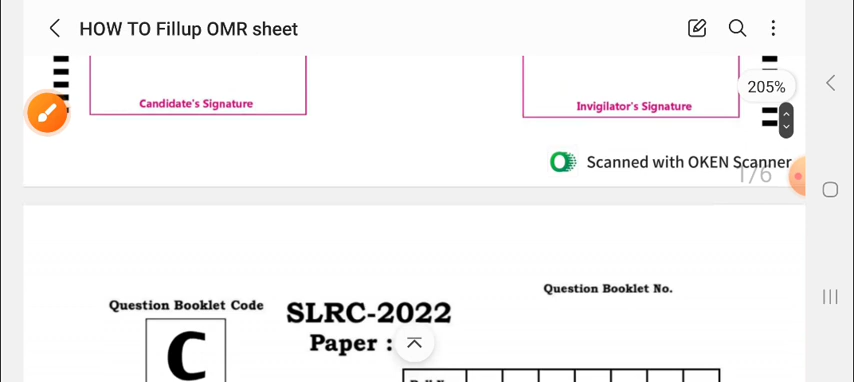 HOW TO Fillup OMR sheet
205%
Candidate's Signature
Invigilator's Signature
Scanned with OKEN Scanner
1/6
Question Booklet No.
Question Booklet Code
SLRC-2022
C
Paper :